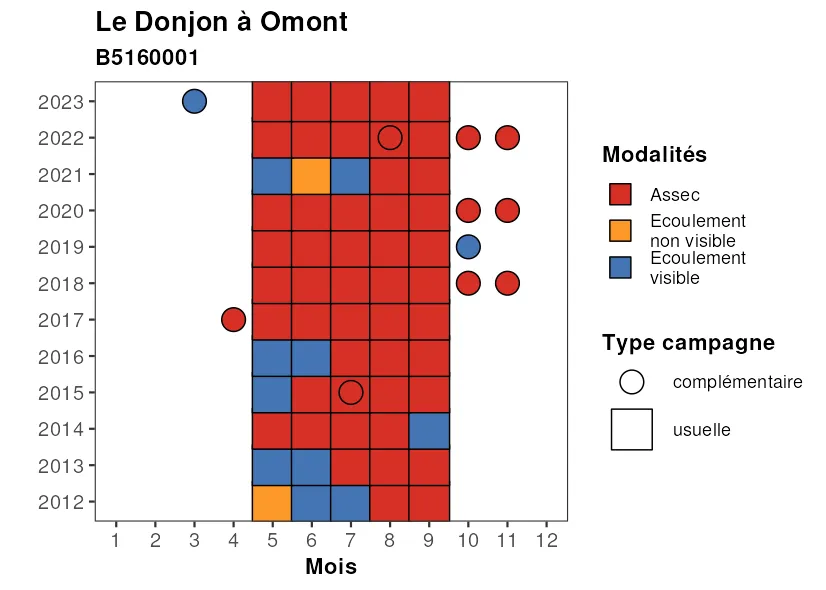 Le Donjon à Omont
B5160001
2023
2022
2021
2020
2019
2018
2017
2016
2015
2014
2013
2012
1 2 3 4 5 6 7 8 9 10 11 12
Mois
Modalités
Assec
Ecoulement
non visible
Ecoulement
visible
Type campagne
complémentaire
usuelle